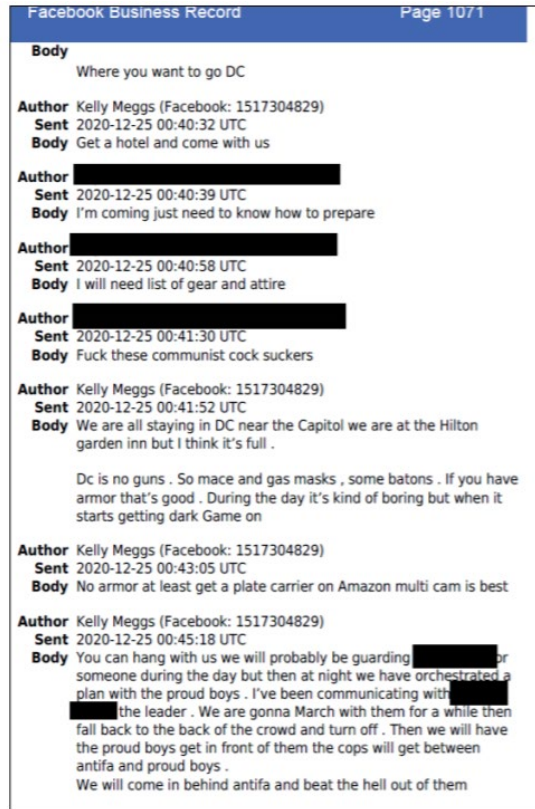 Facebook Business Record Page 1071
Body
Where you want to go DC
Author Kelly Meggs (Facebook: 1517304829)
Sent 2020-12-25 00:40:32 UTC
Body Get a hotel and come with us
Author
Sent 2020-12-25 00:40:39 UTC
Body I'm coming just need to know how to prepare
Author
Sent 2020-12-25 00:40:58 UTC
Body I will need list of gear and attire
Author
Sent 2020-12-25 00:41:30 UTC
Body Fuck these communist cock suckers
Author Kelly Meggs (Facebook: 1517304829)
Sent 2020-12-25 00:41:52 UTC
Body We are all staying in DC near the Capitol we are at the Hilton
garden inn but I think it's full .
Dc is no guns . So mace and gas masks , some batons . If you have
armor that's good . During the day it's kind of boring but when it
starts getting dark Game on
Author Kelly Meggs (Facebook: 1517304829)
Sent 2020-12-25 00:43:05 UTC
Body No armor at least get a plate carrier on Amazon multi cam is best
Author Kelly Meggs (Facebook: 1517304829)
Sent 2020-12-25 00:45:18 UTC
Body You can hang with us we will probably be guarding or
someone during the day but then at night we have orchestrated a
plan with the proud boys . I've been communicating with
the leader . We are gonna March with them for a while then
fall back to the back of the crowd and turn off . Then we will have
the proud boys get in front of them the cops will get between
antifa and proud boys .
We will come in behind antifa and beat the hell out of them